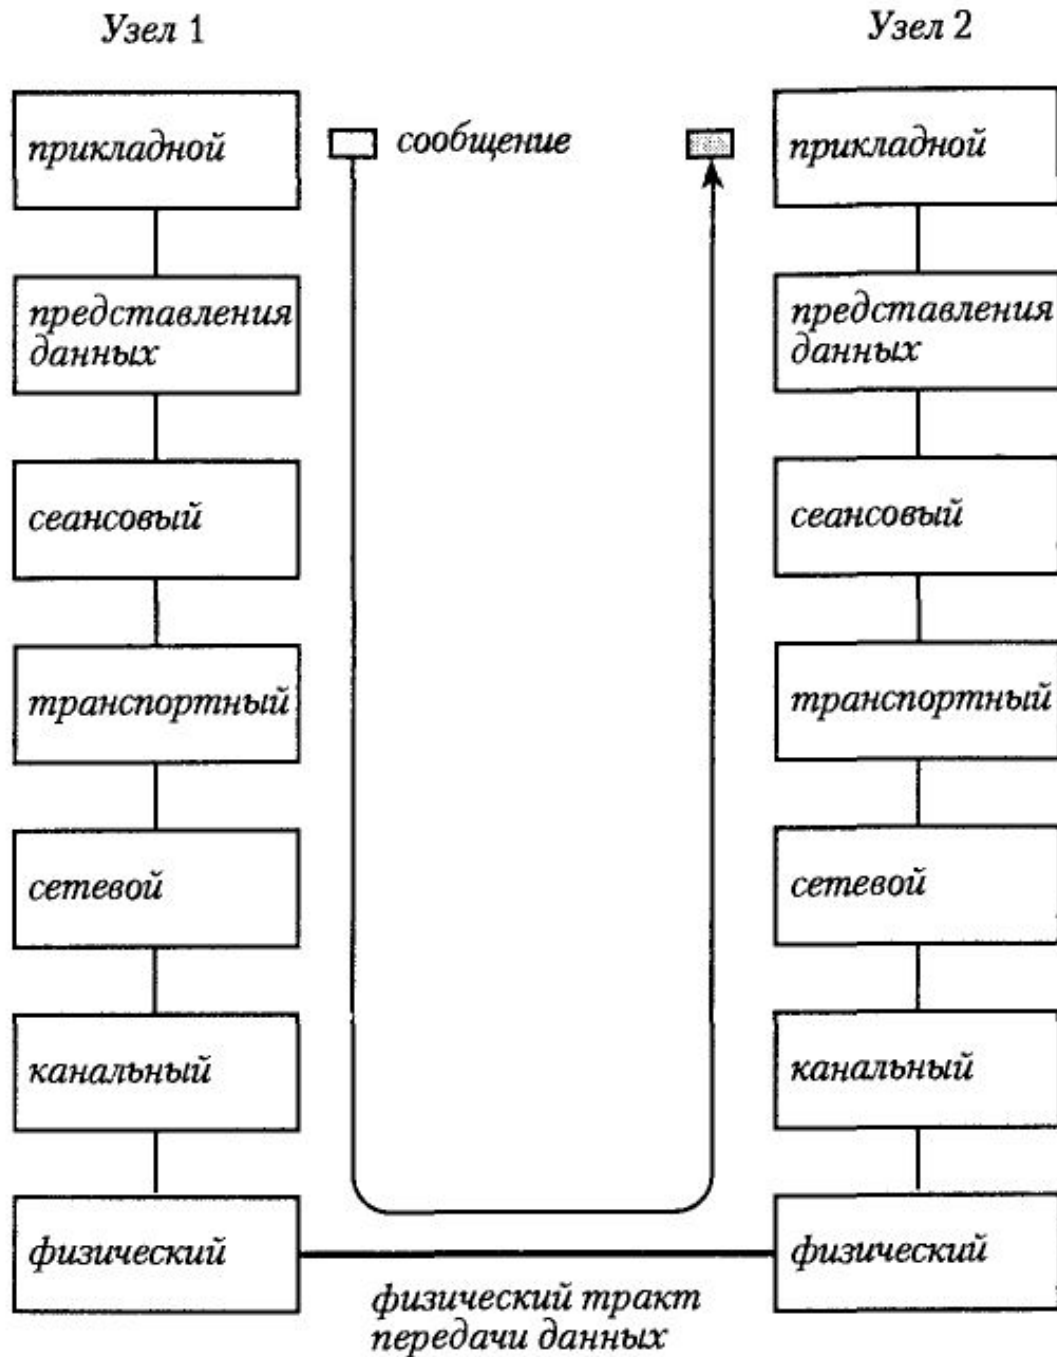 Узел 1
Узел 2
прикладной
сообщение
прикладной
представления
данных
представления
данных
сеансовый
сеансовый
транспортный
транспортный
сетевой
сетевой
канальный
канальный
физический
физический
физический тракт
передачи данных